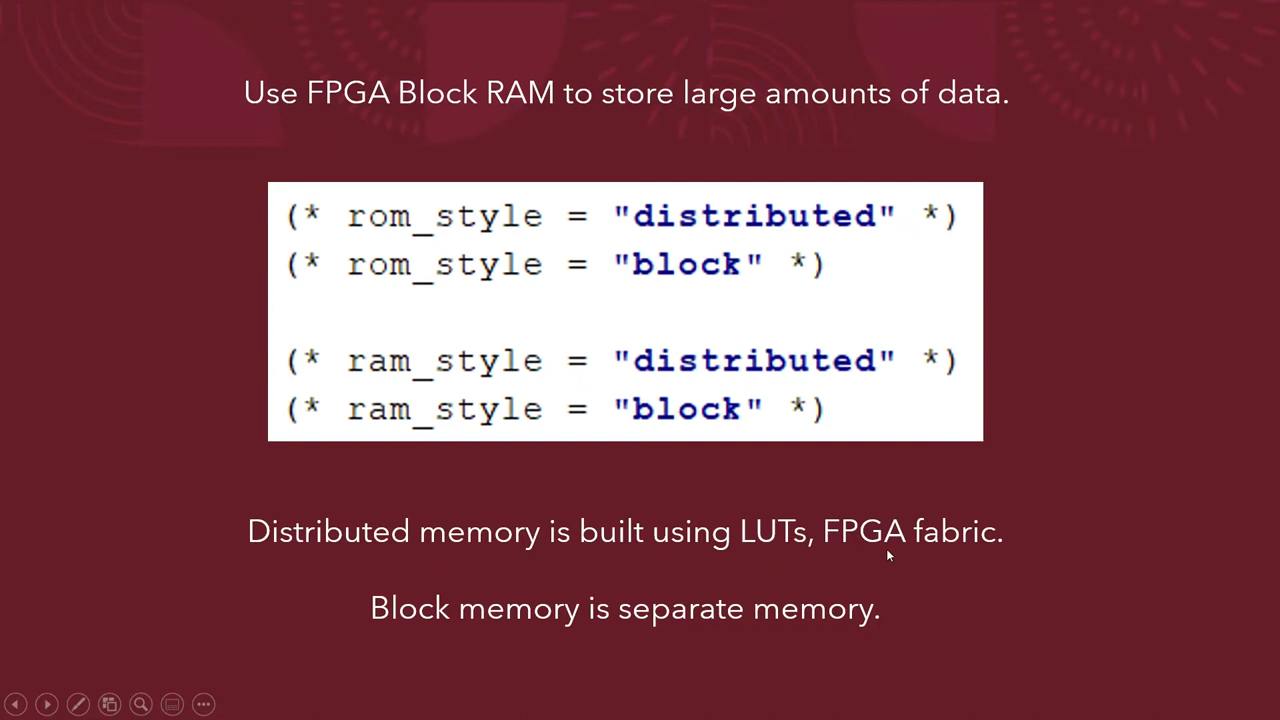 Use FPGA Block RAM to store large amounts of data.
(* rom_style = "distributed" *)
(* rom_style = "block" *)
(* ram_style = "distributed" *)
(* ram_style = "block" *)
Distributed memory is built using LUTs, FPGA fabric.
Block memory is separate memory.